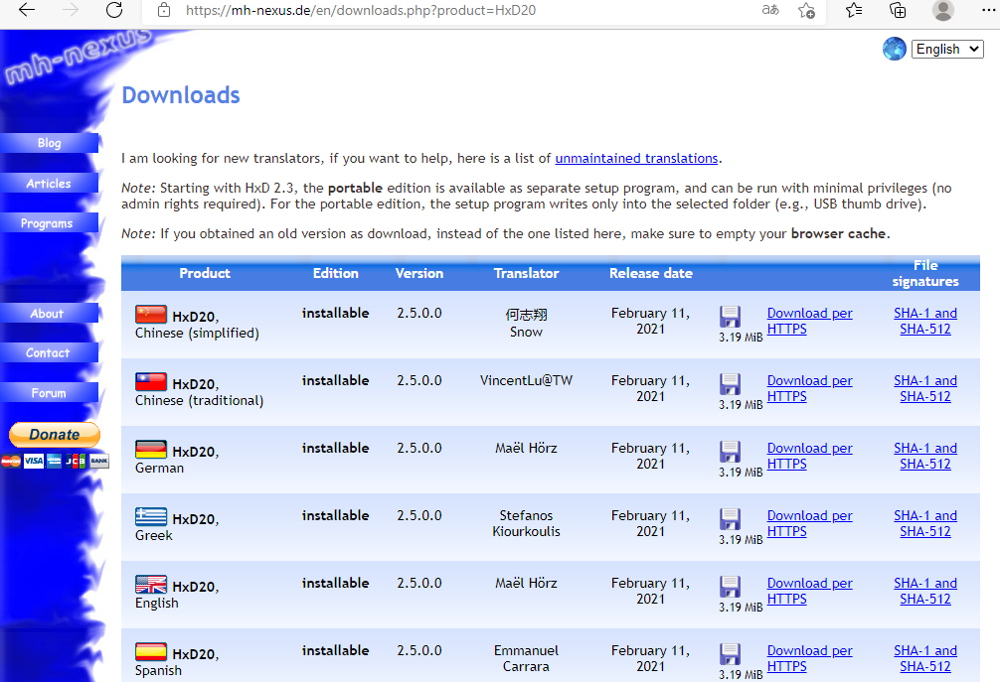 https://mh-nexus.de/en/downloads.php?product=HxD20
aあ
mh-nexus
English
Downloads
Blog
I am looking for new translators, if you want to help, here is a list of unmaintained translations.
Articles
Note: Starting with HxD 2.3, the portable edition is available as separate setup program, and can be run with minimal privileges (no
admin rights required). For the portable edition, the setup program writes only into the selected folder (e.g., USB thumb drive).
Programs
Note: If you obtained an old version as download, instead of the one listed here, make sure to empty your browser cache.
Product Edition Version Translator Release date File
signatures
About
Contact
Forum
Donate
VISA JCB BANK
HxD20, installable 2.5.0.0 何志翔 February 11, Download per SHA-1 and
Chinese (simplified) Snow 2021 3.19 MiB HTTPS SHA-512
HxD20, installable 2.5.0.0 VincentLu@TW February 11, Download per SHA-1 and
Chinese (traditional) 2021 3.19 MiB HTTPS SHA-512
HxD20, installable 2.5.0.0 Maël Hörz February 11, Download per SHA-1 and
German 2021 3.19 MiB HTTPS SHA-512
HxD20, installable 2.5.0.0 Stefanos February 11, Download per SHA-1 and
Greek Kiourkoulis 2021 3.19 MiB HTTPS SHA-512
HxD20, installable 2.5.0.0 Maël Hörz February 11, Download per SHA-1 and
English 2021 3.19 MiB HTTPS SHA-512
HxD20, installable 2.5.0.0 Emmanuel February 11, Download per SHA-1 and
Spanish Carrara 2021 3.19 MiB HTTPS SHA-512